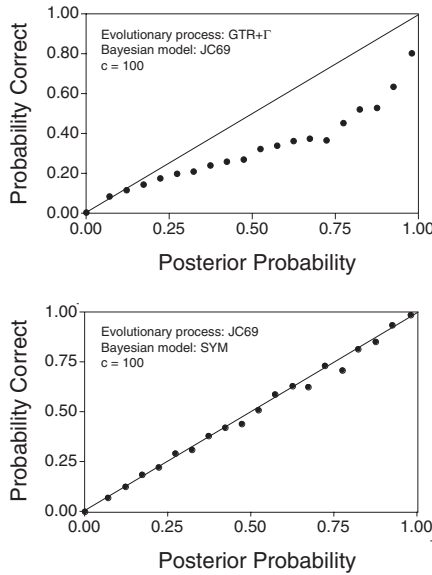 1.00
Evolutionary process: GTR+Γ
Bayesian model: JC69
c = 100
0.80
0.60
0.40
0.20
0.00
Probability Correct
0.00 0.25 0.50 0.75 1.00
Posterior Probability
1.00
Evolutionary process: JC69
Bayesian model: SYM
c = 100
0.75
0.50
0.25
0.00
Probability Correct
0.00 0.25 0.50 0.75 1.00
Posterior Probability